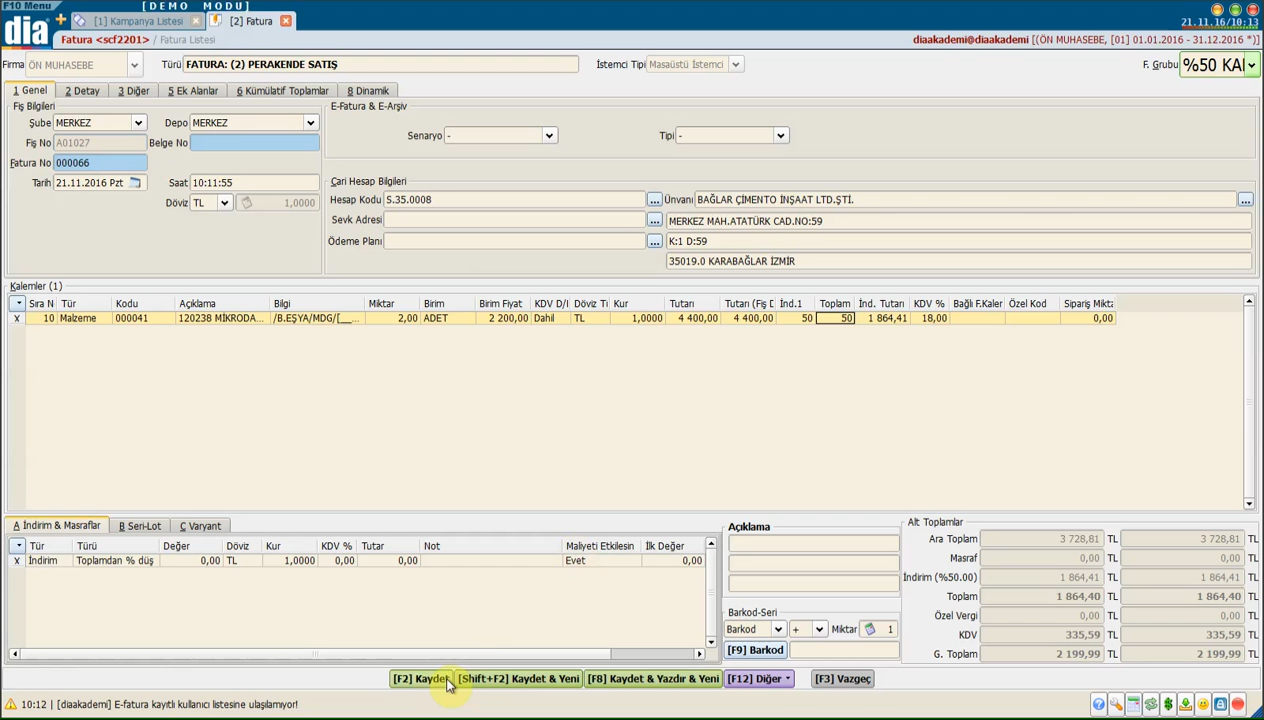 F10 Menu
[ D E M O  M O D U ]
dia
[1] Kampanya Listesi
[2] Fatura
21.11.16/10:13
Fatura <scf2201> / Fatura Listesi
diaakademi@diaakademi [(ÖN MUHASEBE, [01] 01.01.2016 - 31.12.2016 *)]
Firma ÖN MUHASEBE
Türü FATURA: (2) PERAKENDE SATIŞ
İstemci Tipi Masaüstü İstemci
F. Grubu %50 KAI
1 Genel 2 Detay 3 Diğer 5 Ek Alanlar 6 Kümülatif Toplamlar 8 Dinamik
Fiş Bilgileri
Şube MERKEZ Depo MERKEZ
Fiş No A01027 Belge No
Fatura No 000066
Tarih 21.11.2016 Pzt Saat 10:11:55
Döviz TL 1,0000
E-Fatura & E-Arşiv
Senaryo - Tipi -
Cari Hesap Bilgileri
Hesap Kodu S.35.0008 ... Ünvanı BAĞLAR ÇİMENTO İNŞAAT LTD.ŞTİ. ...
Sevk Adresi ... MERKEZ MAH.ATATÜRK CAD.NO:59
Ödeme Planı ... K:1 D:59
35019.0 KARABAĞLAR İZMİR
Kalemler (1)
Sıra N Tür Kodu Açıklama Bilgi Miktar Birim Birim Fiyat KDV D/I Döviz Tü Kur Tutarı Tutarı (Fiş D İnd.1 Toplam İnd. Tutarı KDV % Bağlı F.Kaler Özel Kod Sipariş Mikta
X 10 Malzeme 000041 120238 MİKRODA... /B.EŞYA/MDG/[__... 2,00 ADET 2 200,00 Dahil TL 1,0000 4 400,00 4 400,00 50 50 1 864,41 18,00 0,00
A İndirim & Masraflar B Seri-Lot C Varyant
Tür Türü Değer Döviz Kur KDV % Tutar Not Maliyeti Etkilesin İlk Değer
X İndirim Toplamdan % düş 0,00 TL 1,0000 0,00 0,00 Evet 0,00
Açıklama
Barkod-Seri
Barkod + Miktar 1
[F9] Barkod
Alt Toplamlar
Ara Toplam 3 728,81 TL 3 728,81 TL
Masraf 0,00 TL 0,00 TL
İndirim (%50.00) 1 864,41 TL 1 864,41 TL
Toplam 1 864,40 TL 1 864,40 TL
Özel Vergi 0,00 TL 0,00 TL
KDV 335,59 TL 335,59 TL
G. Toplam 2 199,99 TL 2 199,99 TL
[F2] Kaydet [Shift+F2] Kaydet & Yeni [F8] Kaydet & Yazdır & Yeni [F12] Diğer [F3] Vazgeç
10:12 | [diaakademi] E-fatura kayıtlı kullanıcı listesine ulaşılamıyor!